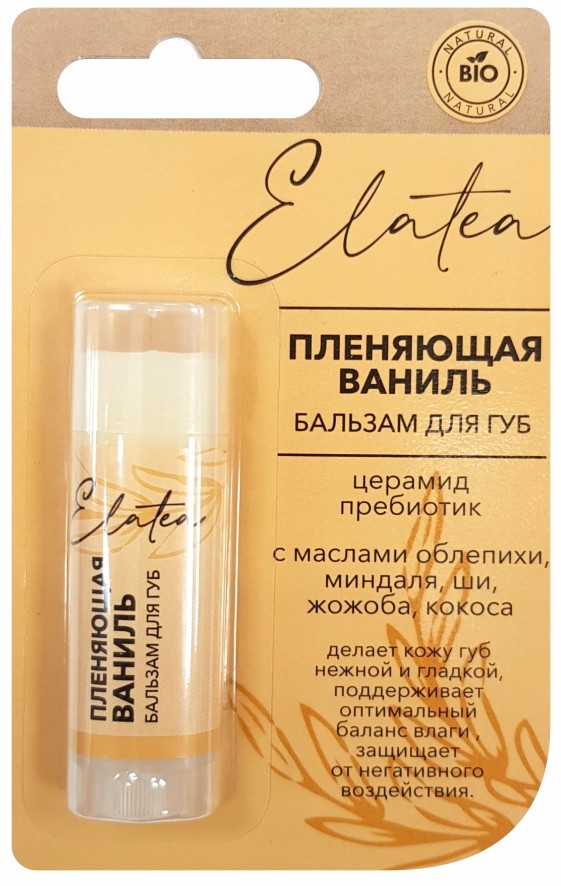 NATURAL
BIO
NATURAL
Elatea
ПЛЕНЯЮЩАЯ
ВАНИЛЬ
БАЛЬЗАМ ДЛЯ ГУБ
церамид
пребиотик
с маслами облепихи,
миндаля, ши,
жожоба, кокоса
делает кожу губ
нежной и гладкой,
поддерживает
оптимальный
баланс влаги ,
защищает
от негативного
воздействия.
Elatea
ПЛЕНЯЮЩАЯ
ВАНИЛЬ
БАЛЬЗАМ ДЛЯ ГУБ